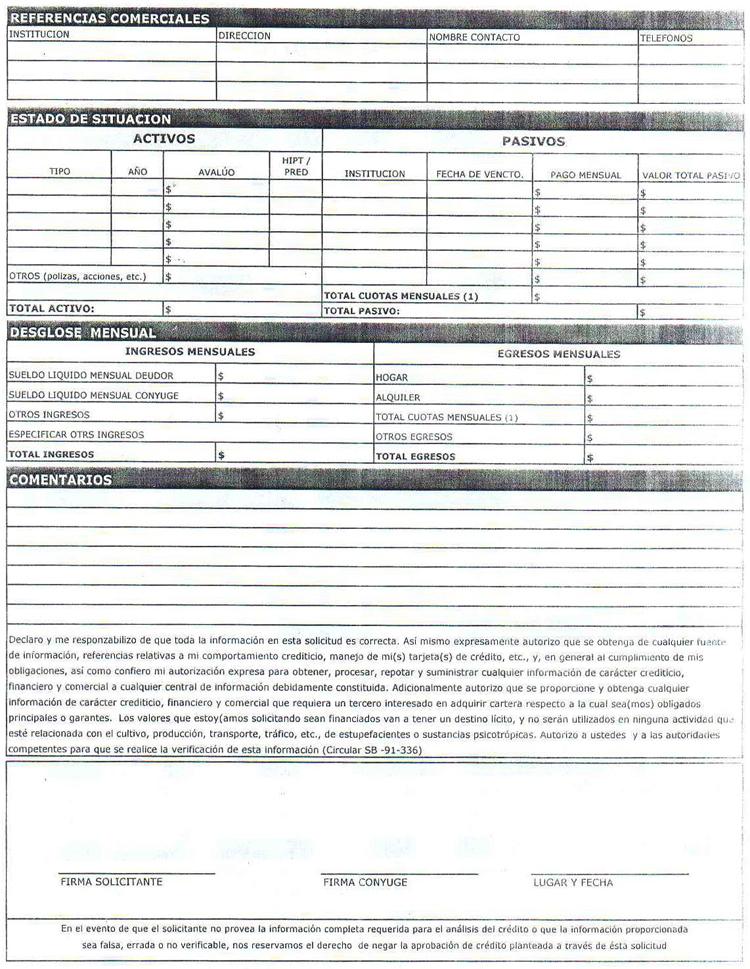 REFERENCIAS COMERCIALES
INSTITUCION DIRECCION NOMBRE CONTACTO TELEFONOS
ESTADO DE SITUACION
ACTIVOS PASIVOS
TIPO AÑO AVALÚO HIPT / PRED INSTITUCION FECHA DE VENCTO. PAGO MENSUAL VALOR TOTAL PASIVO
$ $ $
$ $ $
$ $ $
$ $ $
$ $ $
OTROS (polizas, acciones, etc.) $ $ $
TOTAL CUOTAS MENSUALES (1) $
TOTAL ACTIVO: $ TOTAL PASIVO: $
DESGLOSE MENSUAL
INGRESOS MENSUALES EGRESOS MENSUALES
SUELDO LIQUIDO MENSUAL DEUDOR $ HOGAR $
SUELDO LIQUIDO MENSUAL CONYUGE $ ALQUILER $
OTROS INGRESOS $ TOTAL CUOTAS MENSUALES (1) $
ESPECIFICAR OTRS INGRESOS OTROS EGRESOS $
TOTAL INGRESOS $ TOTAL EGRESOS $
COMENTARIOS
Declaro y me responzabilizo de que toda la información en esta solicitud es correcta. Así mismo expresamente autorizo que se obtenga de cualquier fuente
de información, referencias relativas a mi comportamiento crediticio, manejo de mi(s) tarjeta(s) de crédito, etc., y, en general al cumplimiento de mis
obligaciones, así como confiero mi autorización expresa para obtener, procesar, repotar y suministrar cualquier información de carácter crediticio,
financiero y comercial a cualquier central de información debidamente constituida. Adicionalmente autorizo que se proporcione y obtenga cualquier
información de carácter crediticio, financiero y comercial que requiera un tercero interesado en adquirir cartera respecto a la cual sea(mos) obligados
principales o garantes. Los valores que estoy(amos solicitando sean financiados van a tener un destino lícito, y no serán utilizados en ninguna actividad que
esté relacionada con el cultivo, producción, transporte, tráfico, etc., de estupefacientes o sustancias psicotrópicas. Autorizo a ustedes y a las autoridades
competentes para que se realice la verificación de esta información (Circular SB -91-336)
FIRMA SOLICITANTE FIRMA CONYUGE LUGAR Y FECHA
En el evento de que el solicitante no provea la información completa requerida para el análisis del crédito o que la información proporcionada
sea falsa, errada o no verificable, nos reservamos el derecho de negar la aprobación de crédito planteada a través de ésta solicitud